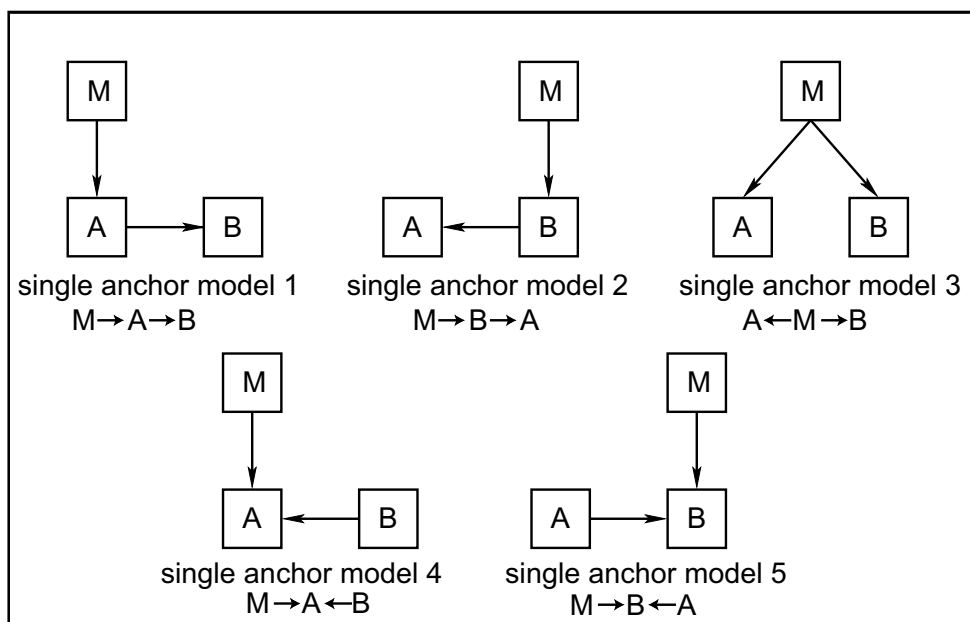 M M M
A B A B A B
single anchor model 1 single anchor model 2 single anchor model 3
M→A→B M→B→A A←M→B
M M
A B A B
single anchor model 4 single anchor model 5
M→A←B M→B←A